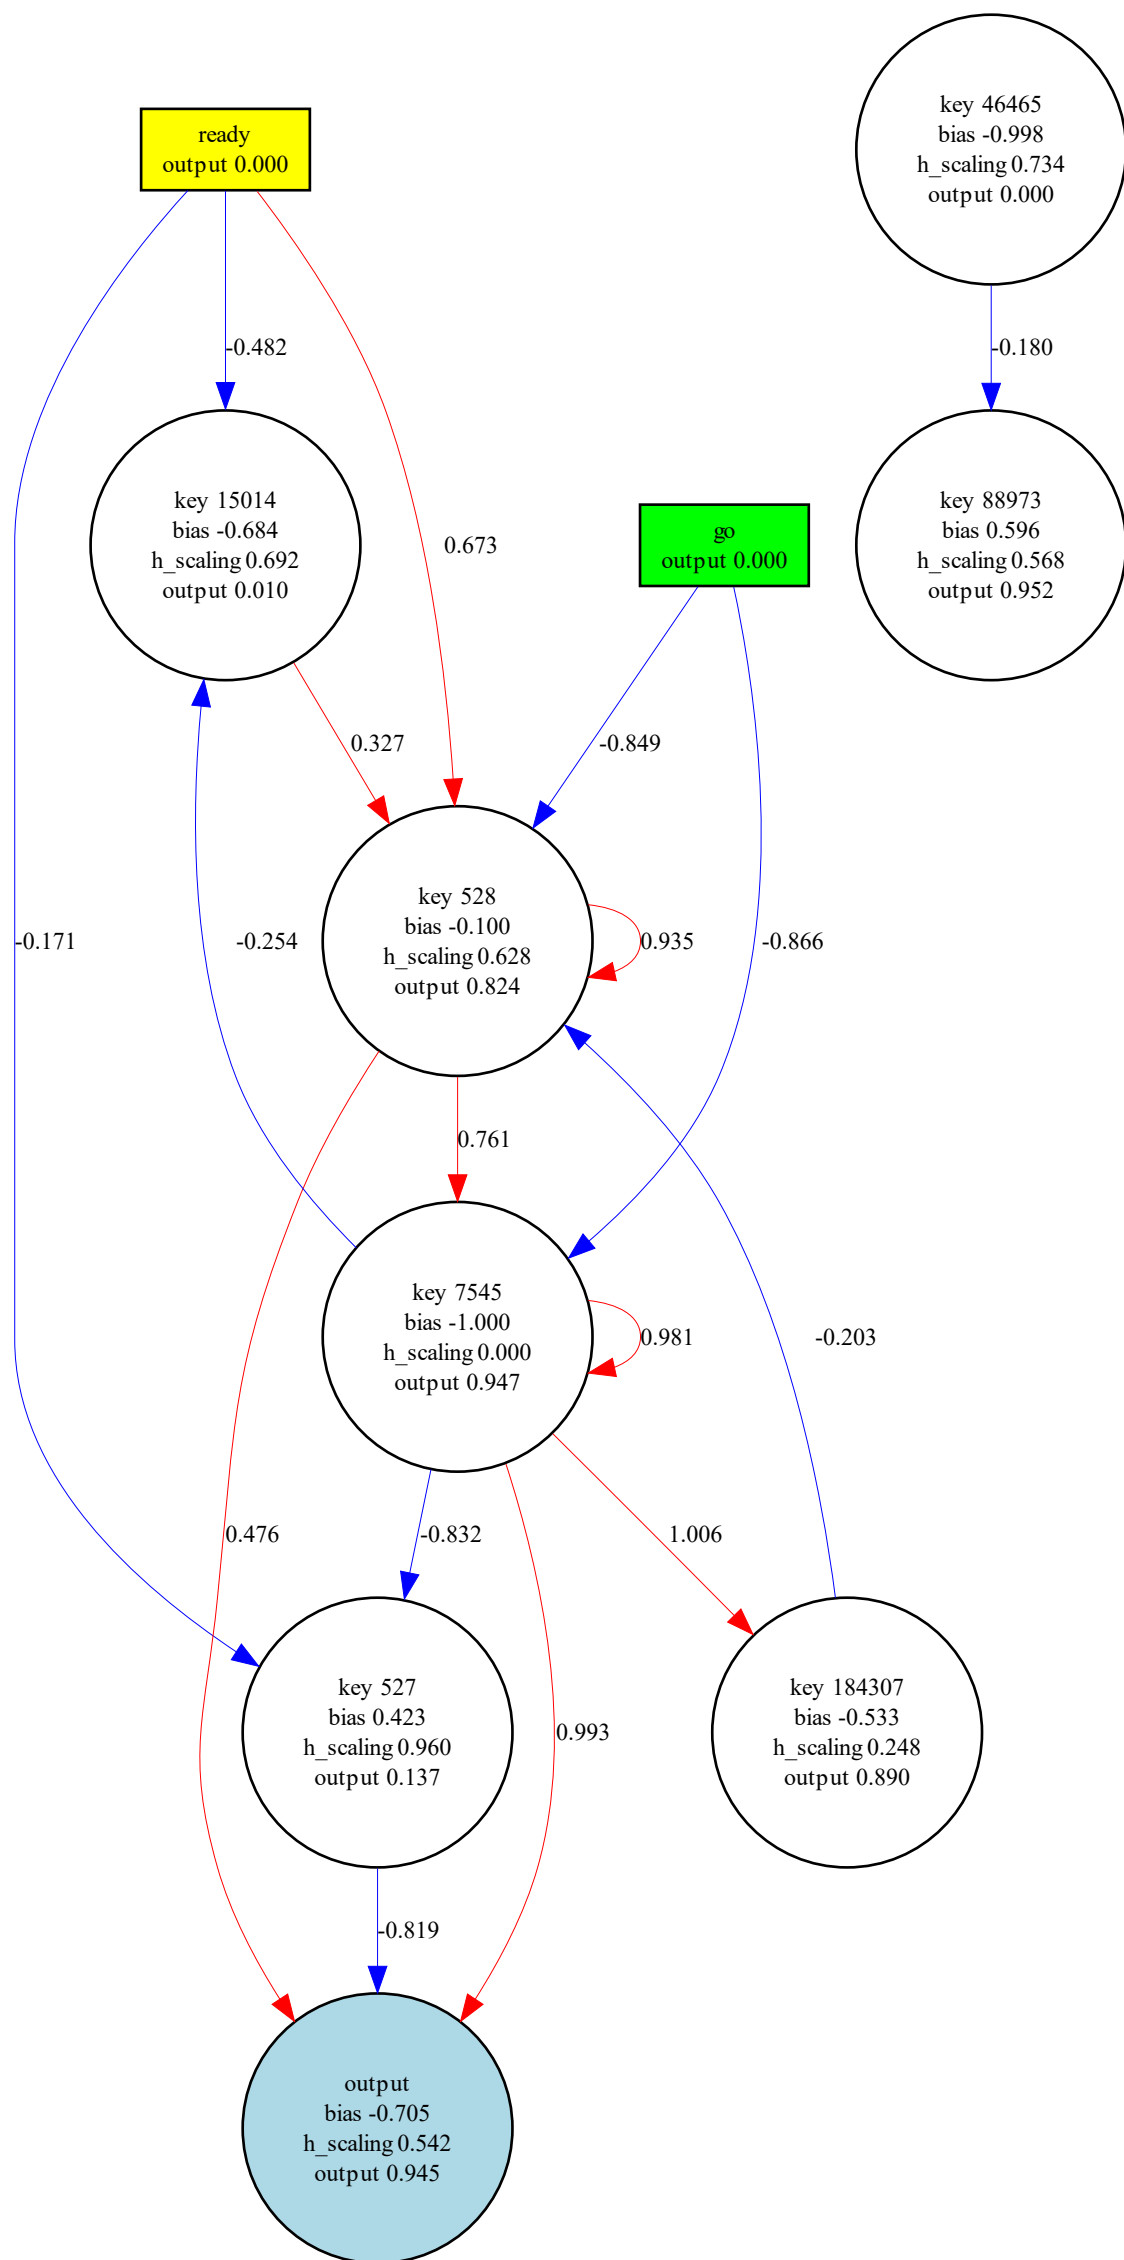 key 46465
bias -0.998
h_scaling 0.734
output 0.000
ready
output 0.000
-0.482
-0.180
key 15014
bias -0.684
h_scaling 0.692
output 0.010
0.673
go
output 0.000
key 88973
bias 0.596
h_scaling 0.568
output 0.952
0.327
-0.849
-0.171
-0.254
key 528
bias -0.100
h_scaling 0.628
output 0.824
0.935
-0.866
0.761
key 7545
bias -1.000
h_scaling 0.000
output 0.947
0.981
-0.203
0.476
-0.832
1.006
key 527
bias 0.423
h_scaling 0.960
output 0.137
0.993
key 184307
bias -0.533
h_scaling 0.248
output 0.890
-0.819
output
bias -0.705
h_scaling 0.542
output 0.945